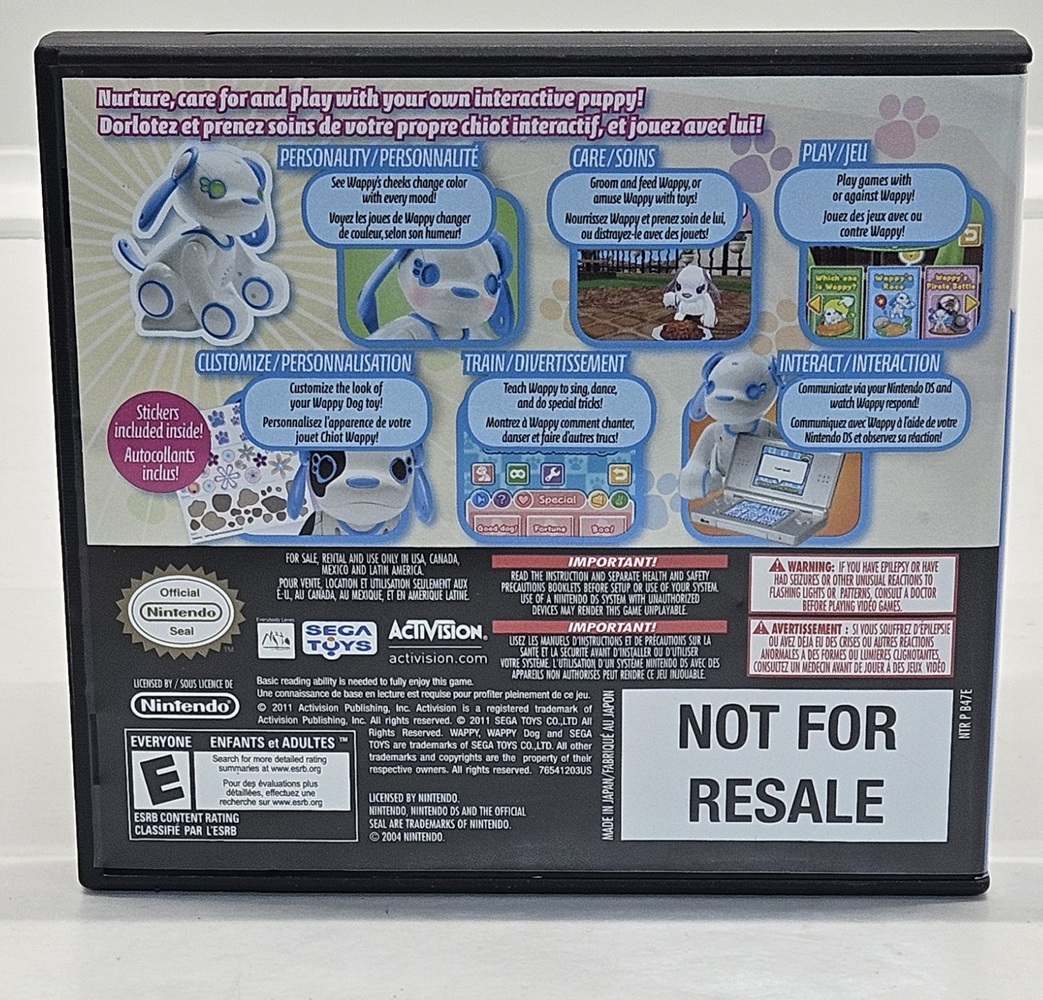 Nurture, care for and play with your own interactive puppy!
Dorlotez et prenez soins de votre propre chiot interactif, et jouez avec lui!
PERSONALITY/PERSONNALITÉ
See Wappy's cheeks change color
with every mood!
Voyez les joues de Wappy changer
de couleur, selon son humeur!
CARE/SOINS
Groom and feed Wappy, or
amuse Wappy with toys!
Nourrissez Wappy et prenez soin de lui,
ou distrayez-le avec des jouets!
PLAY/JEU
Play games with
or against Wappy!
Jouez des jeux avec ou
contre Wappy!
Which one
is Wappy?
Wappy's
Race
Wappy's
Pirate Battle
CUSTOMIZE/PERSONNALISATION
Customize the look of
your Wappy Dog toy!
Personnalisez l'apparence de votre
jouet Chiot Wappy!
Stickers
included inside!
Autocollants
inclus!
TRAIN/DIVERTISSEMENT
Teach Wappy to sing, dance,
and do special tricks!
Montrez à Wappy comment chanter,
danser et faire d'autres trucs!
Special
Good dog!
Fortune
Boo!
INTERACT/INTERACTION
Communicate via your Nintendo DS and
watch Wappy respond!
Communiquez avec Wappy à l'aide de votre
Nintendo DS et observez sa réaction!
Official
Nintendo
Seal
TM
FOR SALE, RENTAL AND USE ONLY IN USA, CANADA,
MEXICO AND LATIN AMERICA.
POUR VENTE, LOCATION ET UTILISATION SEULEMENT AUX
É-U, AU CANADA, AU MEXIQUE, ET EN AMERIQUE LATINE.
SEGA
TOYS
ACTIVISION®
activision.com
IMPORTANT!
READ THE INSTRUCTION AND SEPARATE HEALTH AND SAFETY
PRECAUTIONS BOOKLETS BEFORE SETUP OR USE OF YOUR SYSTEM.
USE OF A NINTENDO DS SYSTEM WITH UNAUTHORIZED
DEVICES MAY RENDER THIS GAME UNPLAYABLE.
IMPORTANT!
LISEZ LES MANUELS D'INSTRUCTIONS ET DE PRÉCAUTIONS SUR LA
SANTÉ ET LA SÉCURITÉ AVANT D'INSTALLER OU D'UTILISER
VOTRE SYSTÈME. L'UTILISATION D'UN SYSTÈME NINTENDO DS AVEC DES
APPAREILS NON AUTHORISÉS PEUT RENDRE CE JEU INJOUABLE.
WARNING: IF YOU HAVE EPILEPSY OR HAVE
HAD SEIZURES OR OTHER UNUSUAL REACTIONS TO
FLASHING LIGHTS OR PATTERNS, CONSULT A DOCTOR
BEFORE PLAYING VIDEO GAMES.
AVERTISSEMENT : SI VOUS SOUFFREZ D'ÉPILEPSIE
OU AVEZ DÉJÀ EU DES CRISES OU AUTRES RÉACTIONS
ANORMALES À DES FORMES OU LUMIÈRES CLIGNOTANTES,
CONSULTEZ UN MÉDECIN AVANT DE JOUER À DES JEUX VIDÉO
LICENSED BY / SOUS LICENCE DE
Nintendo®
Basic reading ability is needed to fully enjoy this game.
Une connaissance de base en lecture est requise pour profiter pleinement de ce jeu.
© 2011 Activision Publishing, Inc. Activision is a registered trademark of
Activision Publishing, Inc. All rights reserved. © 2011 SEGA TOYS CO.,LTD All
Rights Reserved. WAPPY, WAPPY Dog and SEGA
TOYS are trademarks of SEGA TOYS CO.,LTD. All other
trademarks and copyrights are the property of their
respective owners. All rights reserved. 76541203US
EVERYONE ENFANTS et ADULTES ™
E
Search for more detailed rating
summaries at www.esrb.org
Pour des évaluations plus
détaillées, effectuez une
recherche sur www.esrb.org
ESRB CONTENT RATING
CLASSIFIÉ PAR L'ESRB
LICENSED BY NINTENDO.
NINTENDO, NINTENDO DS AND THE OFFICIAL
SEAL ARE TRADEMARKS OF NINTENDO.
© 2004 NINTENDO.
MADE IN JAPAN/FABRIQUÉ AU JAPON
NOT FOR
RESALE
NTR P B47E